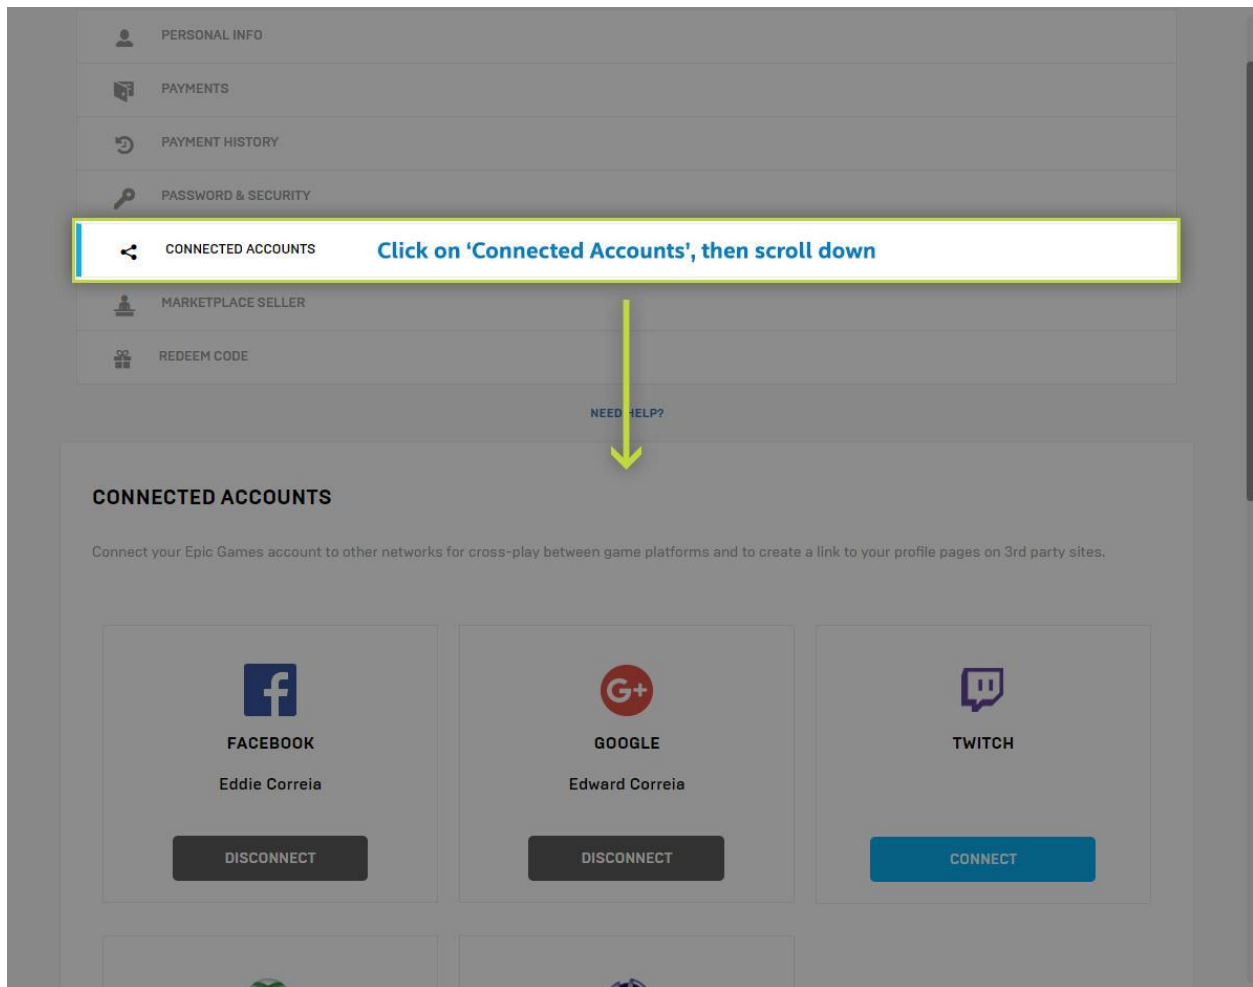 PERSONAL INFO
PAYMENTS
PAYMENT HISTORY
PASSWORD & SECURITY
CONNECTED ACCOUNTS
Click on ‘Connected Accounts’, then scroll down
MARKETPLACE SELLER
REDEEM CODE
NEED HELP?
CONNECTED ACCOUNTS
Connect your Epic Games account to other networks for cross-play between game platforms and to create a link to your profile pages on 3rd party sites.
G+
FACEBOOK
GOOGLE
TWITCH
Eddie Correia
Edward Correia
DISCONNECT
DISCONNECT
CONNECT